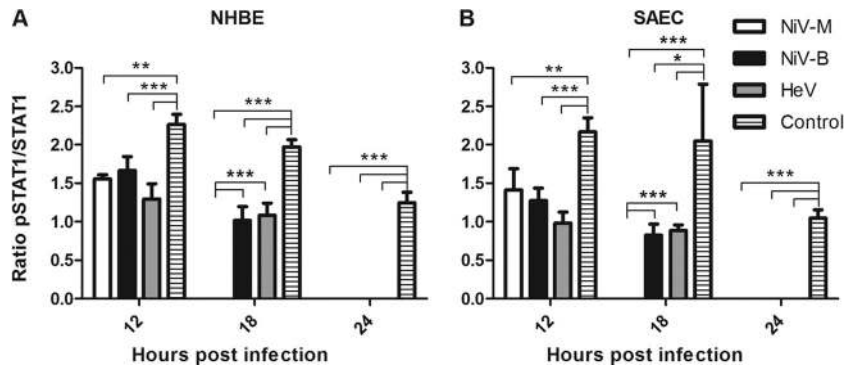 A NHBE
Ratio pSTAT1/STAT1
3.0
2.5
2.0
1.5
1.0
0.5
0.0
** *** *** *** ***
12 18 24
Hours post infection
B SAEC
3.0
2.5
2.0
1.5
1.0
0.5
0.0
** *** *** * *** ***
12 18 24
Hours post infection
NiV-M
NiV-B
HeV
Control